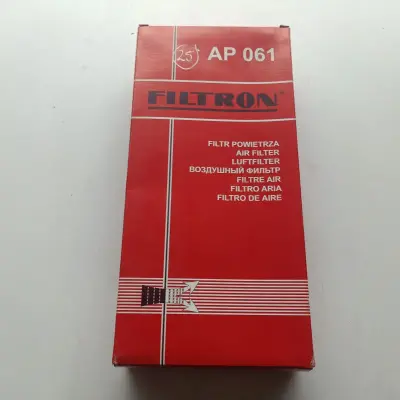 25 AP 061
FILTRON®
FILTR POWIETRZA
AIR FILTER
LUFTFILTER
ВОЗДУШНЫЙ ФИЛЬТР
FILTRE AIR
FILTRO ARIA
FILTRO DE AIRE